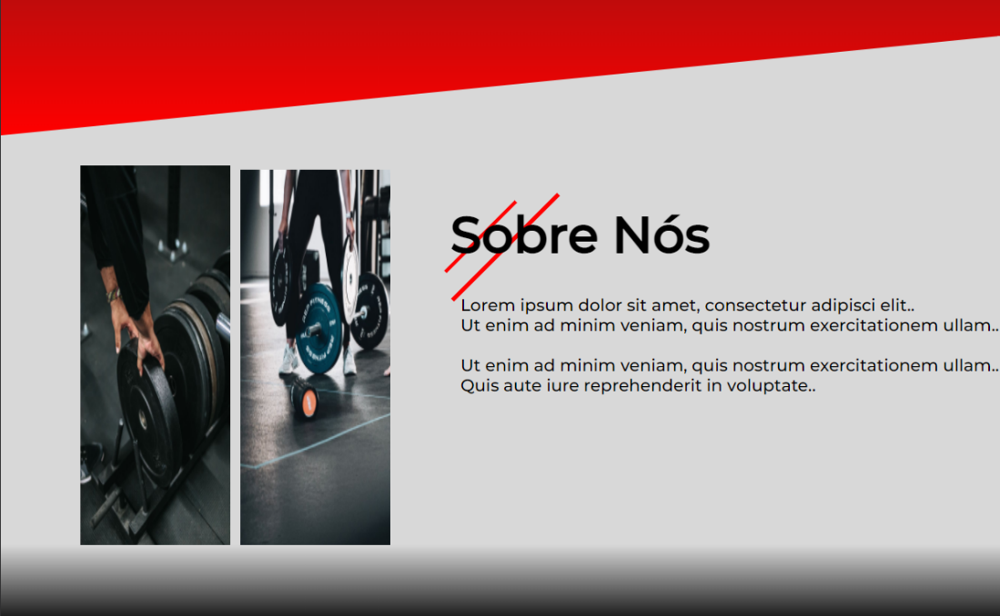 Sobre Nós
Lorem ipsum dolor sit amet, consectetur adipisci elit..
Ut enim ad minim veniam, quis nostrum exercitationem ullam..
Ut enim ad minim veniam, quis nostrum exercitationem ullam..
Quis aute iure reprehenderit in voluptate..